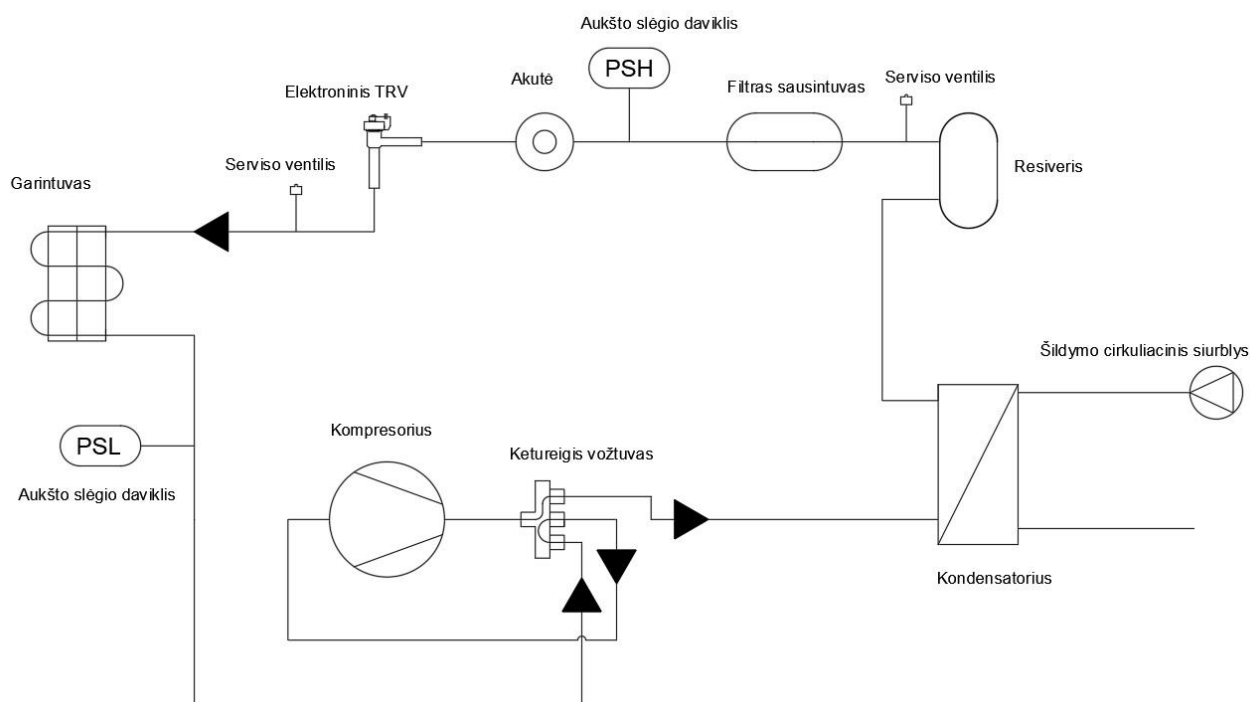 Aukšto slėgio daviklis
PSH
Akutė
Filtras sausintuvas
Serviso ventilis
Elektroninis TRV
Serviso ventilis
Resiveris
Garintuvas
Šildymo cirkuliacinis siurblys
Kompresorius
PSL
Ketureigis vožtuvas
Aukšto slėgio daviklis
Kondensatorius